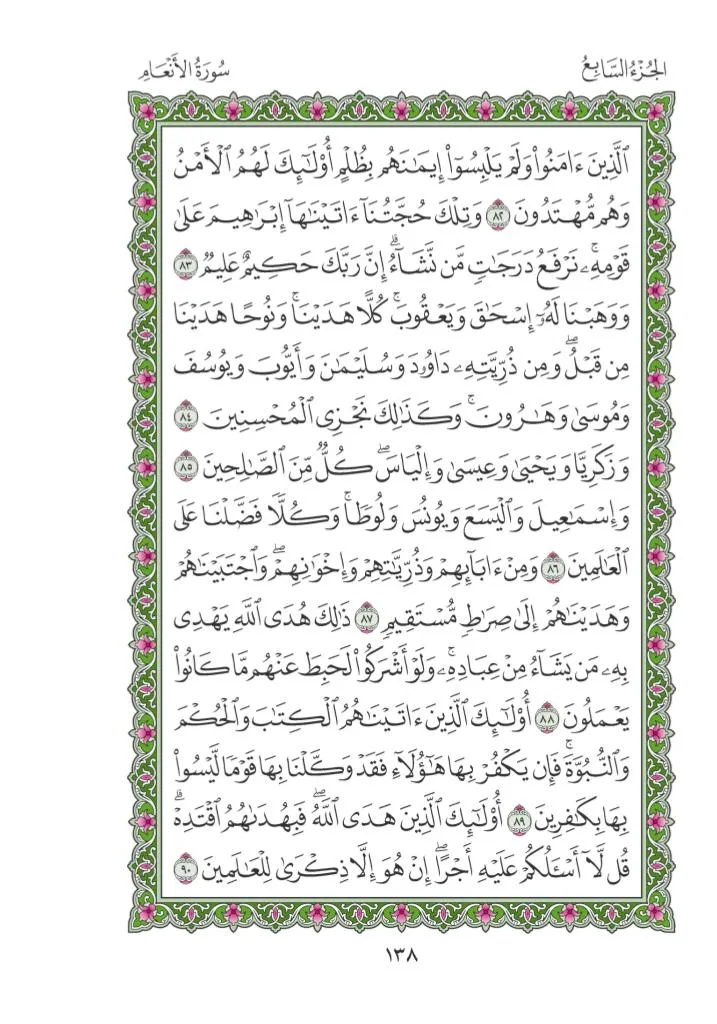 الجُزْءُ السَّابِعُ
سُورَةُ الأَنْعَامِ
ٱلَّذِينَ ءَامَنُواْ وَلَمۡ يَلۡبِسُوٓاْ إِيمَٰنَهُم بِظُلۡمٍ أُوْلَٰٓئِكَ لَهُمُ ٱلۡأَمۡنُ
وَهُم مُّهۡتَدُونَ ٨٢ وَتِلۡكَ حُجَّتُنَآ ءَاتَيۡنَٰهَآ إِبۡرَٰهِيمَ عَلَىٰ
قَوۡمِهِۦۚ نَرۡفَعُ دَرَجَٰتٖ مَّن نَّشَآءُۗ إِنَّ رَبَّكَ حَكِيمٌ عَلِيمٞ ٨٣
وَوَهَبۡنَا لَهُۥٓ إِسۡحَٰقَ وَيَعۡقُوبَۚ كُلًّا هَدَيۡنَاۚ وَنُوحًا هَدَيۡنَا
مِن قَبۡلُۖ وَمِن ذُرِّيَّتِهِۦ دَاوُۥدَ وَسُلَيۡمَٰنَ وَأَيُّوبَ وَيُوسُفَ
وَمُوسَىٰ وَهَٰرُونَۚ وَكَذَٰلِكَ نَجۡزِي ٱلۡمُحۡسِنِينَ ٨٤
وَزَكَرِيَّا وَيَحۡيَىٰ وَعِيسَىٰ وَإِلۡيَاسَۖ كُلّٞ مِّنَ ٱلصَّٰلِحِينَ ٨٥
وَإِسۡمَٰعِيلَ وَٱلۡيَسَعَ وَيُونُسَ وَلُوطٗاۚ وَكُلّٗا فَضَّلۡنَا عَلَى
ٱلۡعَٰلَمِينَ ٨٦ وَمِنۡ ءَابَآئِهِمۡ وَذُرِّيَّٰتِهِمۡ وَإِخۡوَٰنِهِمۡۖ وَٱجۡتَبَيۡنَٰهُمۡ
وَهَدَيۡنَٰهُمۡ إِلَىٰ صِرَٰطٖ مُّسۡتَقِيمٖ ٨٧ ذَٰلِكَ هُدَى ٱللَّهِ يَهۡدِي
بِهِۦ مَن يَشَآءُ مِنۡ عِبَادِهِۦۚ وَلَوۡ أَشۡرَكُواْ لَحَبِطَ عَنۡهُم مَّا كَانُواْ
يَعۡمَلُونَ ٨٨ أُوْلَٰٓئِكَ ٱلَّذِينَ ءَاتَيۡنَٰهُمُ ٱلۡكِتَٰبَ وَٱلۡحُكۡمَ
وَٱلنُّبُوَّةَۚ فَإِن يَكۡفُرۡ بِهَا هَٰٓؤُلَآءِ فَقَدۡ وَكَّلۡنَا بِهَا قَوۡمٗا لَّيۡسُواْ
بِهَا بِكَٰفِرِينَ ٨٩ أُوْلَٰٓئِكَ ٱلَّذِينَ هَدَى ٱللَّهُۖ فَبِهُدَىٰهُمُ ٱقۡتَدِهۡۗ
قُل لَّآ أَسۡـَٔلُكُمۡ عَلَيۡهِ أَجۡرًاۖ إِنۡ هُوَ إِلَّا ذِكۡرَىٰ لِلۡعَٰلَمِينَ ٩٠
١٣٨